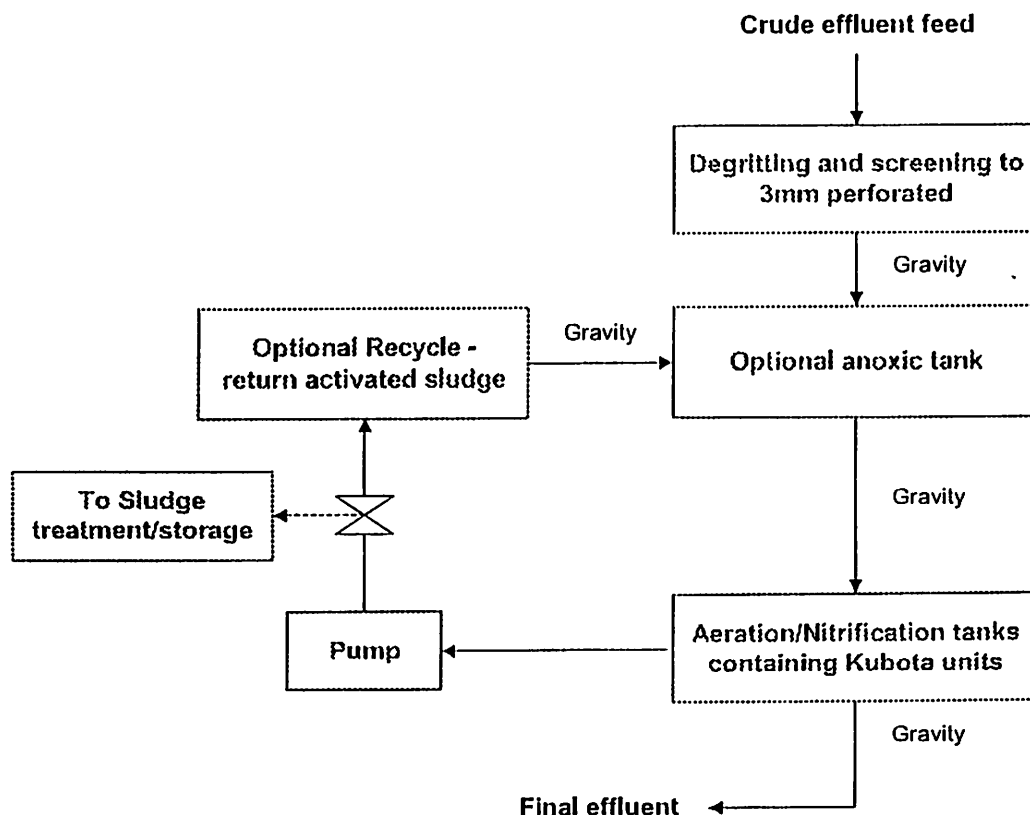 Crude effluent feed
Degritting and screening to
3mm perforated
Gravity
Optional Recycle -
return activated sludge
Gravity
Optional anoxic tank
To Sludge
treatment/storage
Gravity
Pump
Aeration/Nitrification tanks
containing Kubota units
Gravity
Final effluent